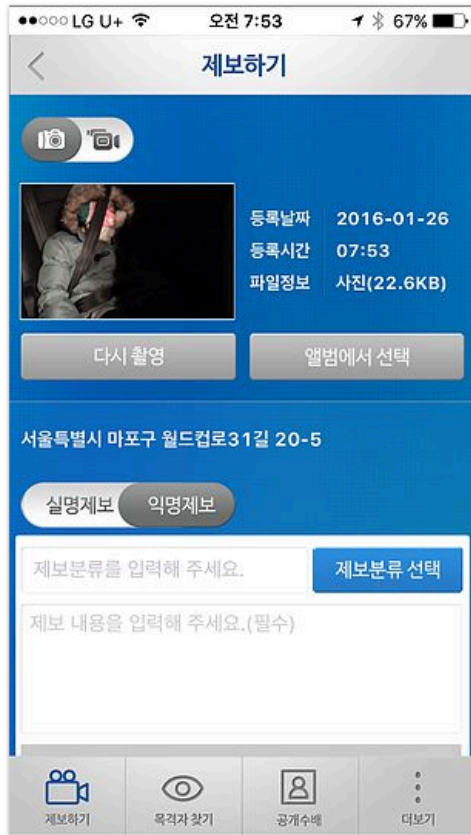 LG U+ 오전 7:53 67%
제보하기
등록날짜 2016-01-26
등록시간 07:53
파일정보 사진(22.6KB)
다시 촬영 앨범에서 선택
서울특별시 마포구 월드컵로31길 20-5
실명제보 익명제보
제보분류를 입력해 주세요. 제보분류 선택
제보 내용을 입력해 주세요.(필수)
제보하기 목격자 찾기 공개수배 더보기